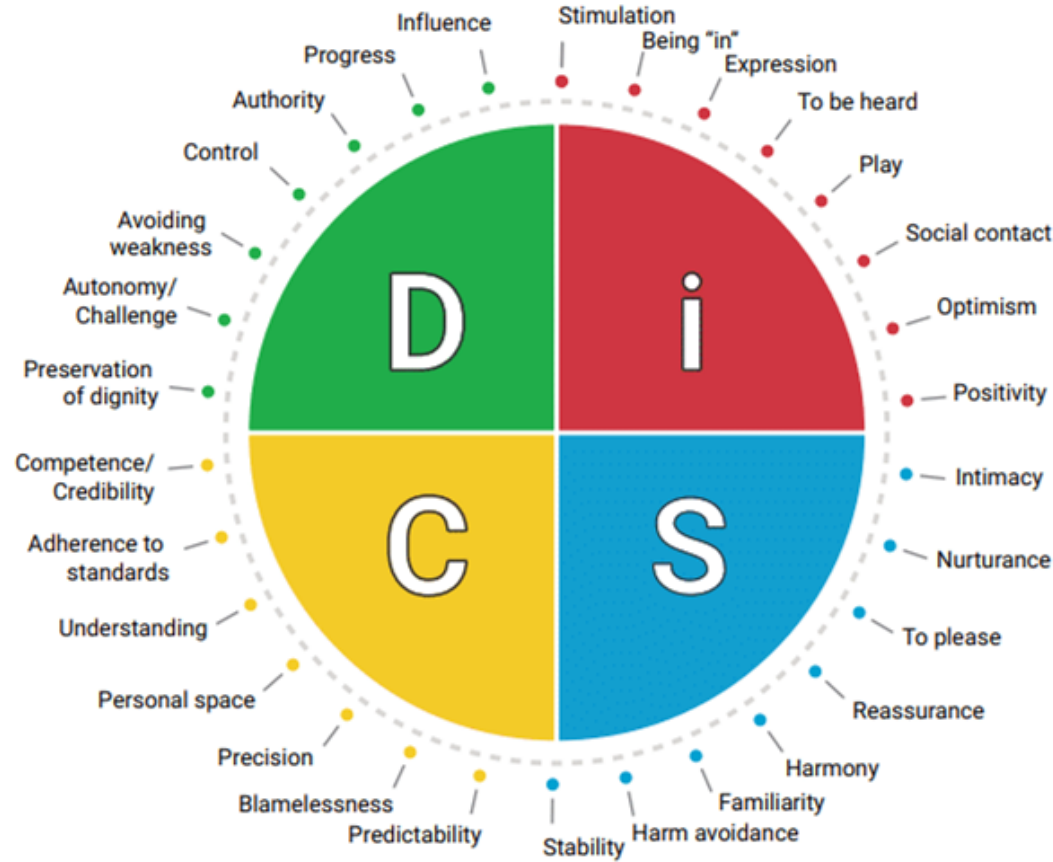 Stimulation
Being “in”
Expression
To be heard
Play
Social contact
Optimism
Positivity
Intimacy
Nurturance
To please
Reassurance
Harmony
Familiarity
Harm avoidance
Stability
Predictability
Blamelessness
Precision
Personal space
Understanding
Adherence to
standards
Competence/
Credibility
Preservation
of dignity
Autonomy/
Challenge
Avoiding
weakness
Control
Authority
Progress
Influence
D
i
C
S